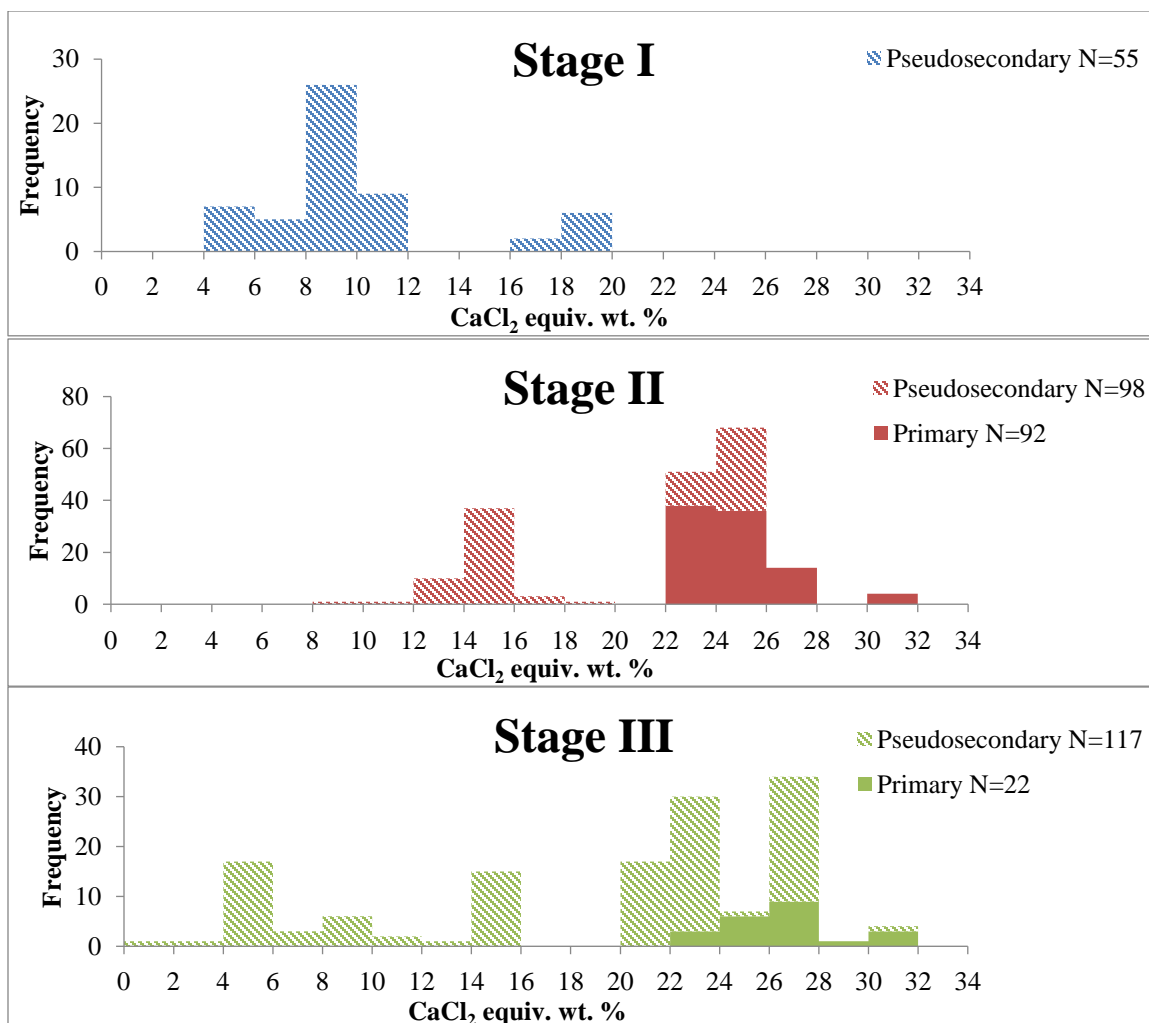 Stage I
Pseudosecondary N=55
Frequency
30
20
10
0
0 2 4 6 8 10 12 14 16 18 20 22 24 26 28 30 32 34
CaCl₂ equiv. wt. %
Stage II
Pseudosecondary N=98
Primary N=92
Frequency
80
60
40
20
0
0 2 4 6 8 10 12 14 16 18 20 22 24 26 28 30 32 34
CaCl₂ equiv. wt. %
Stage III
Pseudosecondary N=117
Primary N=22
Frequency
40
30
20
10
0
0 2 4 6 8 10 12 14 16 18 20 22 24 26 28 30 32 34
CaCl₂ equiv. wt. %